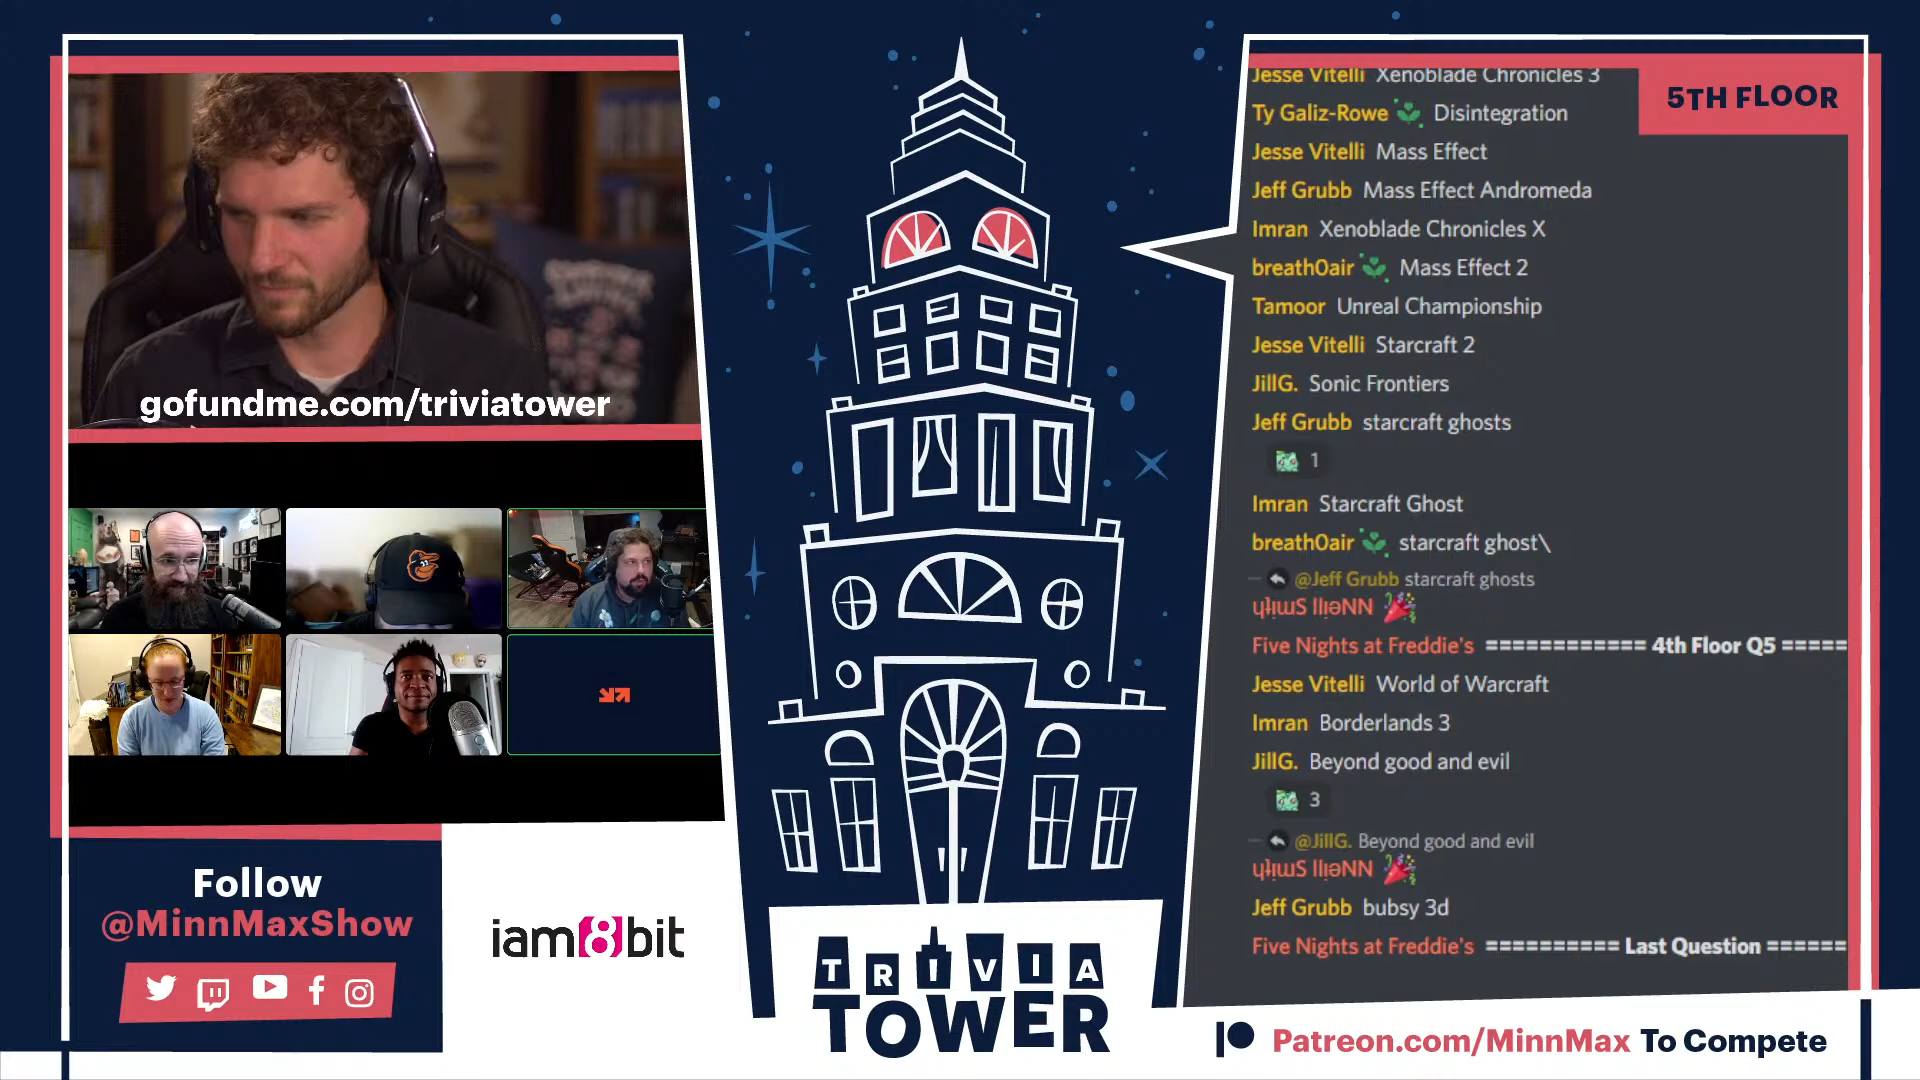 gofundme.com/triviatower
Follow
@MinnMaxShow
iam8bit
TRIVIA
TOWER
5TH FLOOR
Jesse Vitelli Xenoblade Chronicles 3
Ty Galiz-Rowe Disintegration
Jesse Vitelli Mass Effect
Jeff Grubb Mass Effect Andromeda
Imran Xenoblade Chronicles X
breath0air Mass Effect 2
Tamoor Unreal Championship
Jesse Vitelli Starcraft 2
JillG. Sonic Frontiers
Jeff Grubb starcraft ghosts
1
Imran Starcraft Ghost
breath0air starcraft ghost\
@Jeff Grubb starcraft ghosts
ɥʇıɯS llıǝNN
Five Nights at Freddie's ============ 4th Floor Q5 =====
Jesse Vitelli World of Warcraft
Imran Borderlands 3
JillG. Beyond good and evil
3
@JillG. Beyond good and evil
ɥʇıɯS llıǝNN
Jeff Grubb bubsy 3d
Five Nights at Freddie's ========== Last Question ======
Patreon.com/MinnMax To Compete